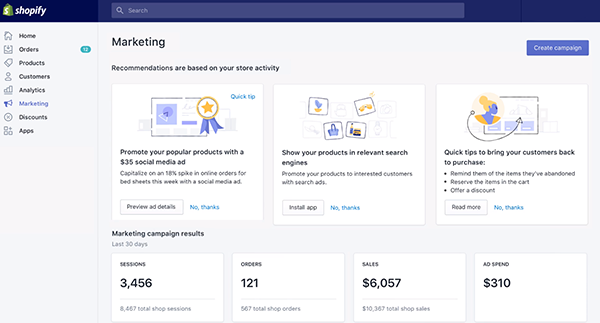 shopify
Search
Home
Orders 12
Products
Customers
Analytics
Marketing
Discounts
Apps
Marketing
Create campaign
Recommendations are based on your store activity
Quick tip
Promote your popular products with a
$35 social media ad
Capitalize on an 18% spike in online orders for
bed sheets this week with a social media ad.
Preview ad details No, thanks
Show your products in relevant search
engines
Promote your products to interested customers
with search ads.
Install app No, thanks
Quick tips to bring your customers back
to purchase:
• Remind them of the items they've abandoned
• Reserve the items in the cart
• Offer a discount
Read more No, thanks
Marketing campaign results
Last 30 days
SESSIONS
3,456
8,467 total shop sessions
ORDERS
121
567 total shop orders
SALES
$6,057
$10,367 total shop sales
AD SPEND
$310